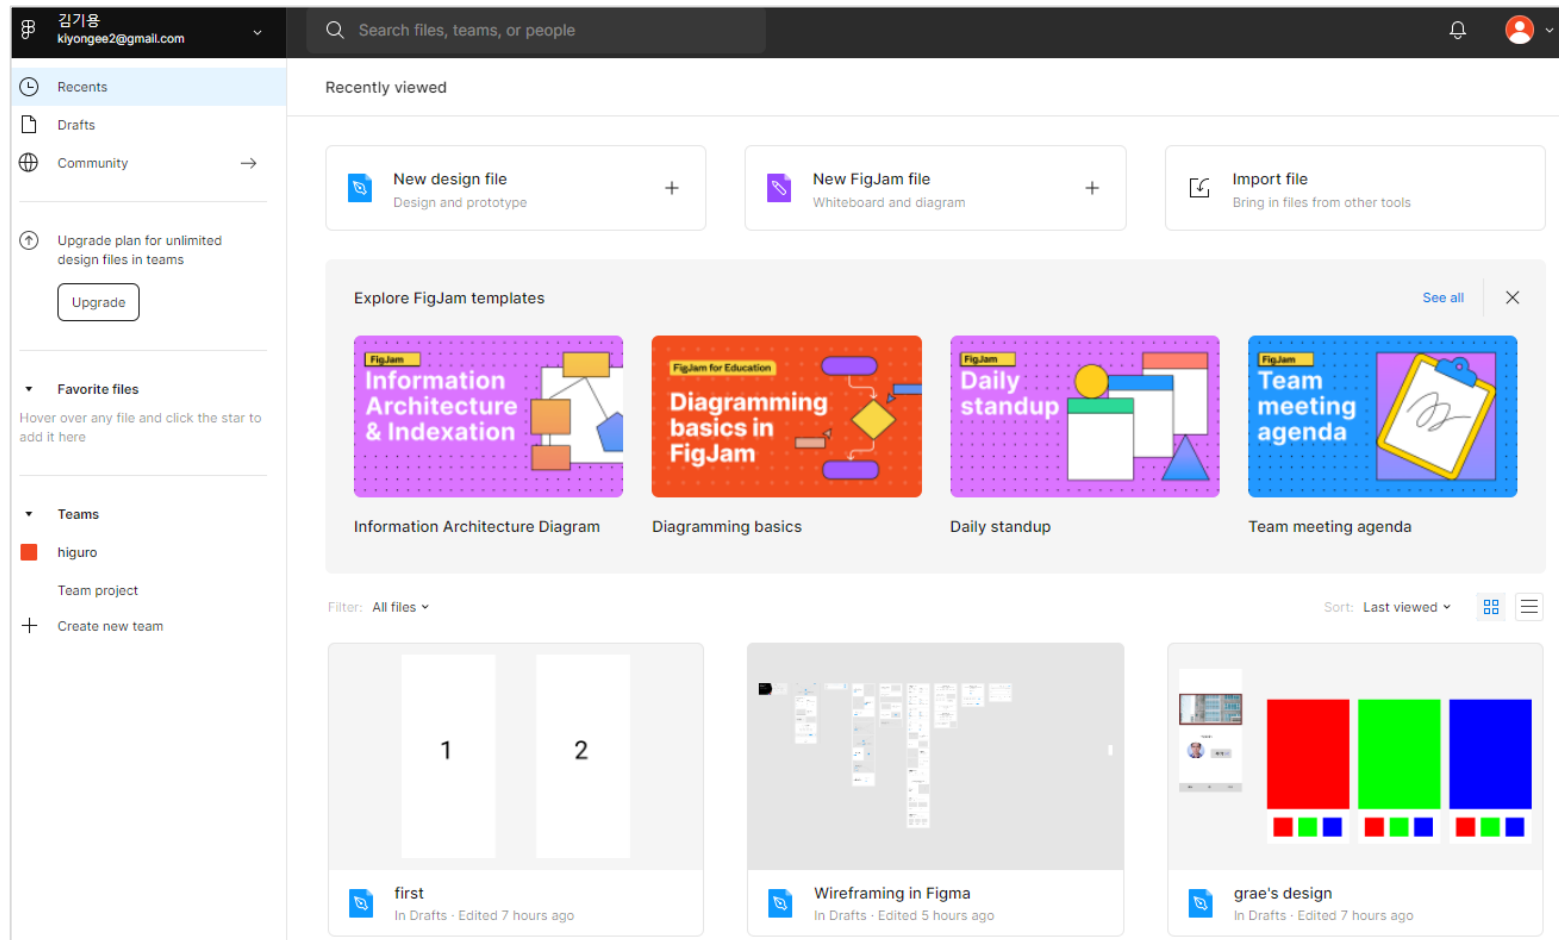 김기용
kiyongee2@gmail.com
Search files, teams, or people
Recents
Drafts
Community
Upgrade plan for unlimited
design files in teams
Upgrade
Favorite files
Hover over any file and click the star to
add it here
Teams
higuro
Team project
Create new team
Recently viewed
New design file
Design and prototype
New FigJam file
Whiteboard and diagram
Import file
Bring in files from other tools
Explore FigJam templates
See all
FigJam
Information
Architecture
& Indexation
Information Architecture Diagram
FigJam for Education
Diagramming
basics in
FigJam
Diagramming basics
FigJam
Daily
standup
Daily standup
FigJam
Team
meeting
agenda
Team meeting agenda
Filter: All files
Sort: Last viewed
1
2
first
In Drafts · Edited 7 hours ago
Wireframing in Figma
In Drafts · Edited 5 hours ago
grae's design
In Drafts · Edited 7 hours ago